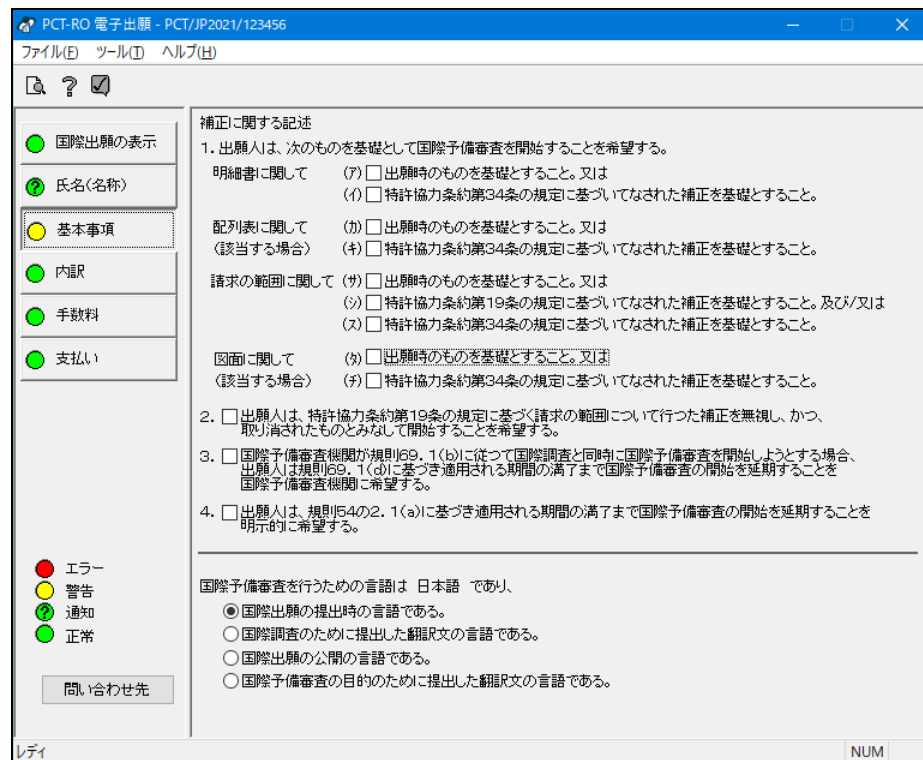 PCT-RO 電子出願 - PCT/JP2021/123456
ファイル(F) ツール(T) ヘルプ(H)
国際出願の表示
氏名(名称)
基本事項
内訳
手数料
支払い
エラー
警告
通知
正常
問い合わせ先
補正に関する記述
1. 出願人は、次のものを基礎として国際予備審査を開始することを希望する。
明細書に関して (ア) 出願時のものを基礎とすること。又は
(イ) 特許協力条約第34条の規定に基づいてなされた補正を基礎とすること。
配列表に関して (カ) 出願時のものを基礎とすること。又は
(該当する場合) (キ) 特許協力条約第34条の規定に基づいてなされた補正を基礎とすること。
請求の範囲に関して (サ) 出願時のものを基礎とすること。又は
(シ) 特許協力条約第19条の規定に基づいてなされた補正を基礎とすること。及び/又は
(ス) 特許協力条約第34条の規定に基づいてなされた補正を基礎とすること。
図面に関して (タ) 出願時のものを基礎とすること。又は
(該当する場合) (チ) 特許協力条約第34条の規定に基づいてなされた補正を基礎とすること。
2. 出願人は、特許協力条約第19条の規定に基づく請求の範囲について行つた補正を無視し、かつ、
取り消されたものとみなして開始することを希望する。
3. 国際予備審査機関が規則69.1(b)に従つて国際調査と同時に国際予備審査を開始しようとする場合、
出願人は規則69.1(d)に基づき適用される期間の満了まで国際予備審査の開始を延期することを
国際予備審査機関に希望する。
4. 出願人は、規則54の2.1(a)に基づき適用される期間の満了まで国際予備審査の開始を延期することを
明示的に希望する。
国際予備審査を行うための言語は 日本語 であり、
国際出願の提出時の言語である。
国際調査のために提出した翻訳文の言語である。
国際出願の公開の言語である。
国際予備審査の目的のために提出した翻訳文の言語である。
レディ NUM